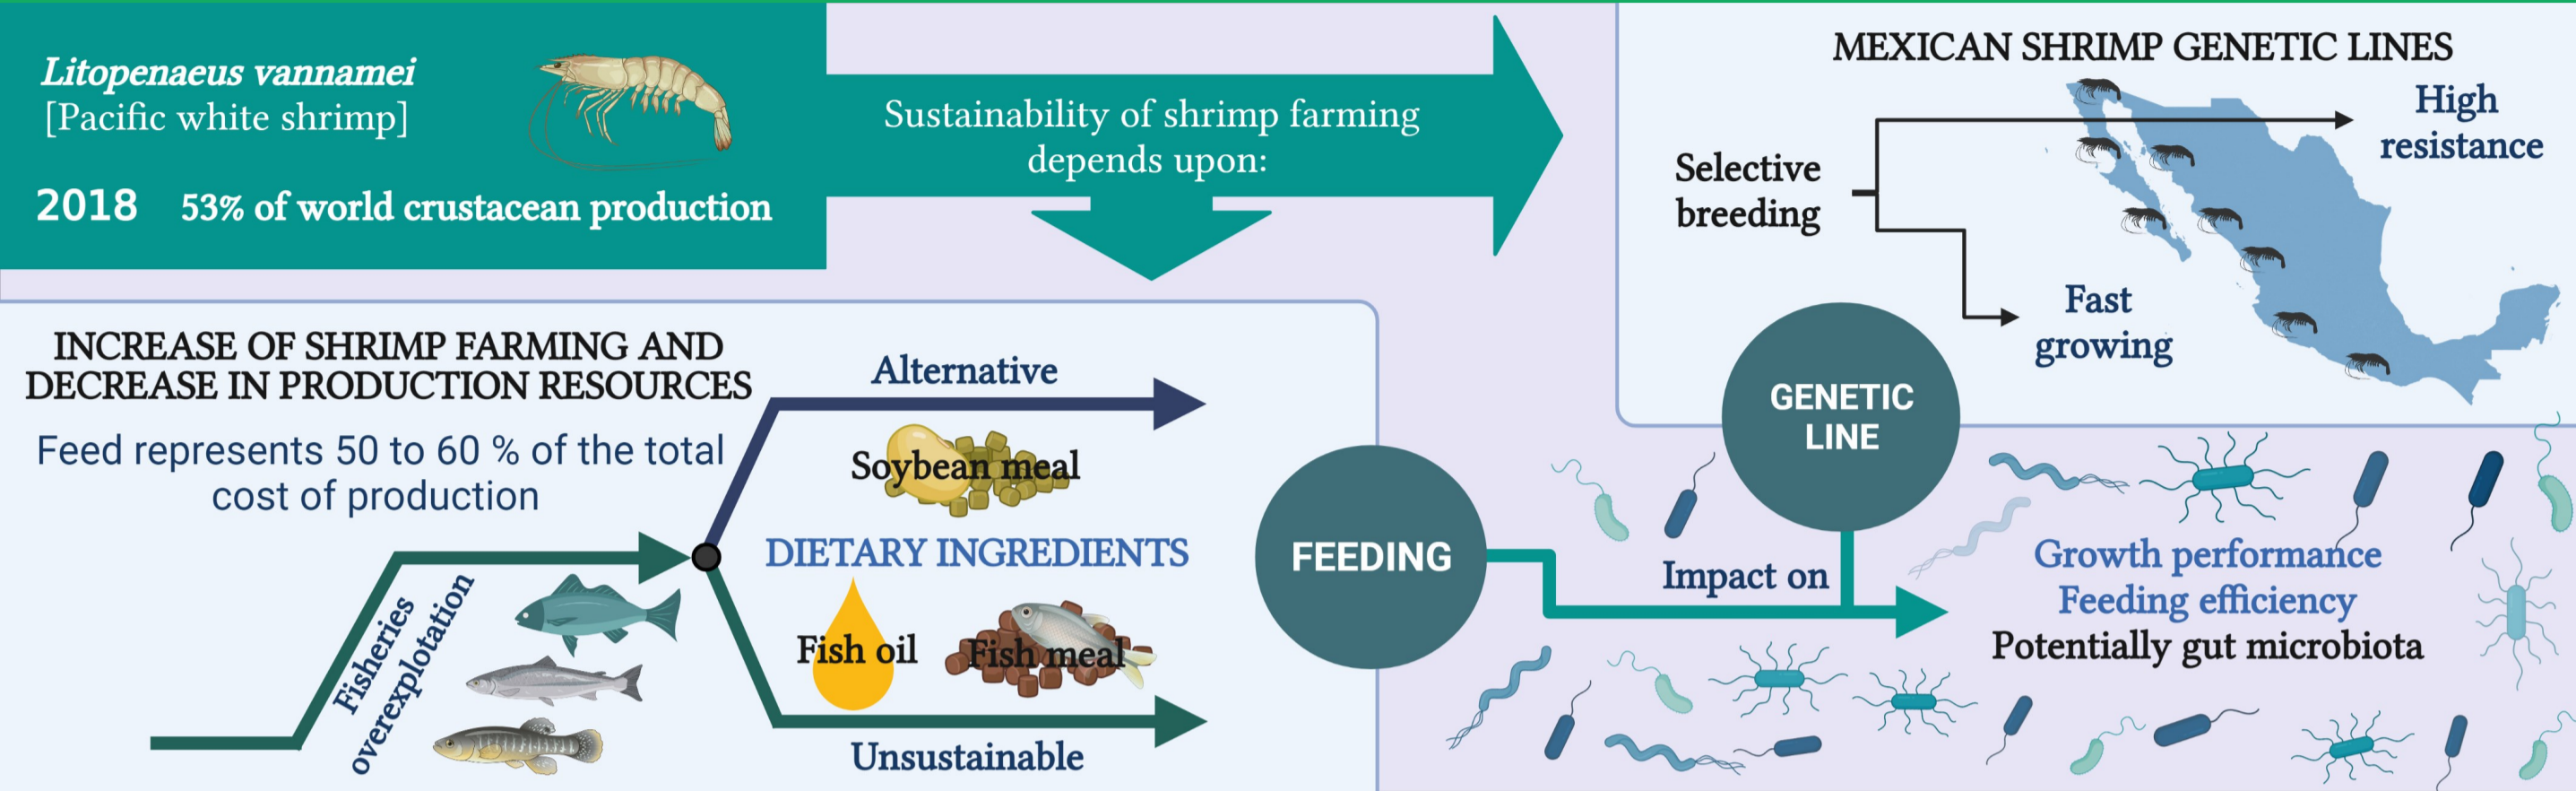 Litopenaeus vannamei
[Pacific white shrimp]
2018 53% of world crustacean production
Sustainability of shrimp farming
depends upon:
MEXICAN SHRIMP GENETIC LINES
Selective
breeding
High
resistance
Fast
growing
INCREASE OF SHRIMP FARMING AND
DECREASE IN PRODUCTION RESOURCES
Feed represents 50 to 60 % of the total
cost of production
Fisheries
overexplotation
Alternative
Soybean meal
DIETARY INGREDIENTS
Fish oil
Fish meal
Unsustainable
FEEDING
GENETIC
LINE
Impact on
Growth performance
Feeding efficiency
Potentially gut microbiota